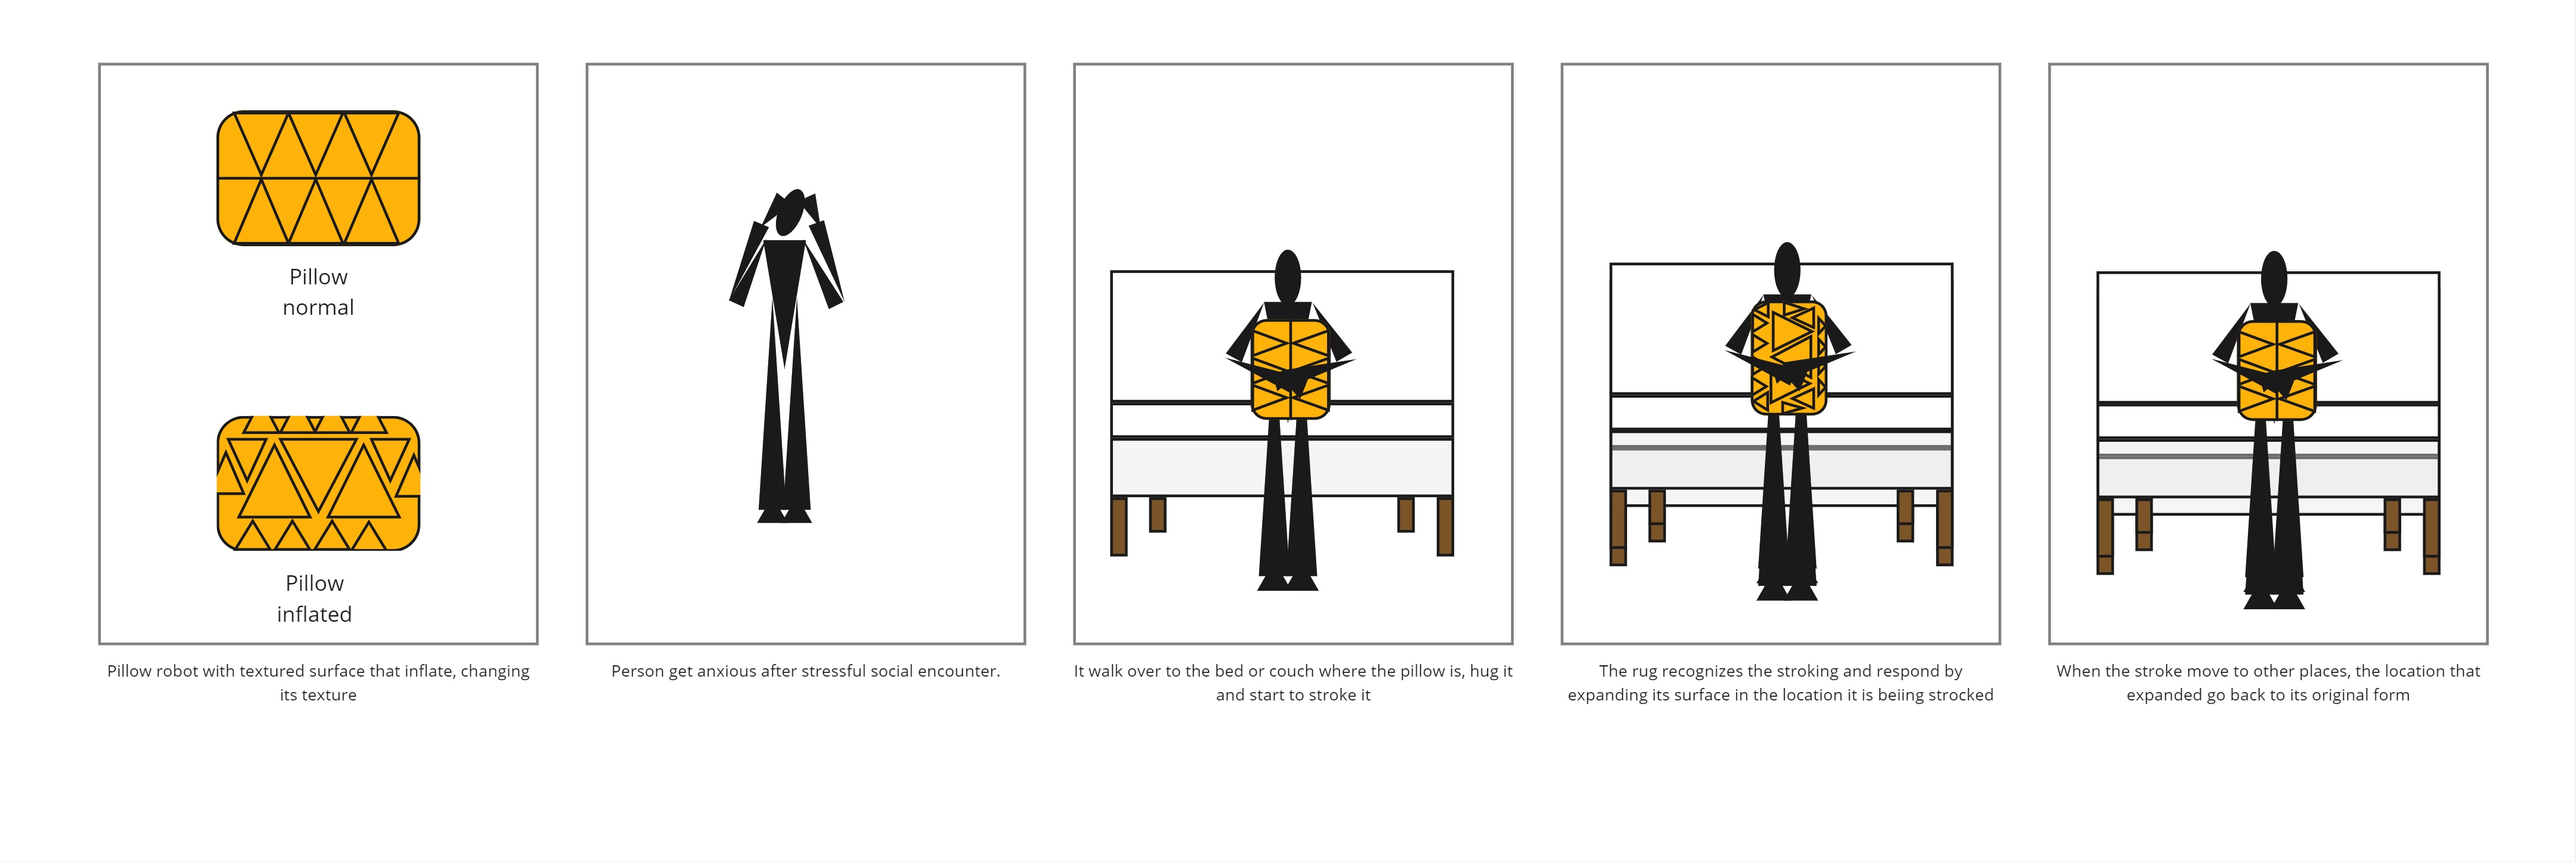 Pillow
normal
Pillow
inflated
Pillow robot with textured surface that inflate, changing
its texture
Person get anxious after stressful social encounter.
It walk over to the bed or couch where the pillow is, hug it
and start to stroke it
The rug recognizes the stroking and respond by
expanding its surface in the location it is beiing strocked
When the stroke move to other places, the location that
expanded go back to its original form